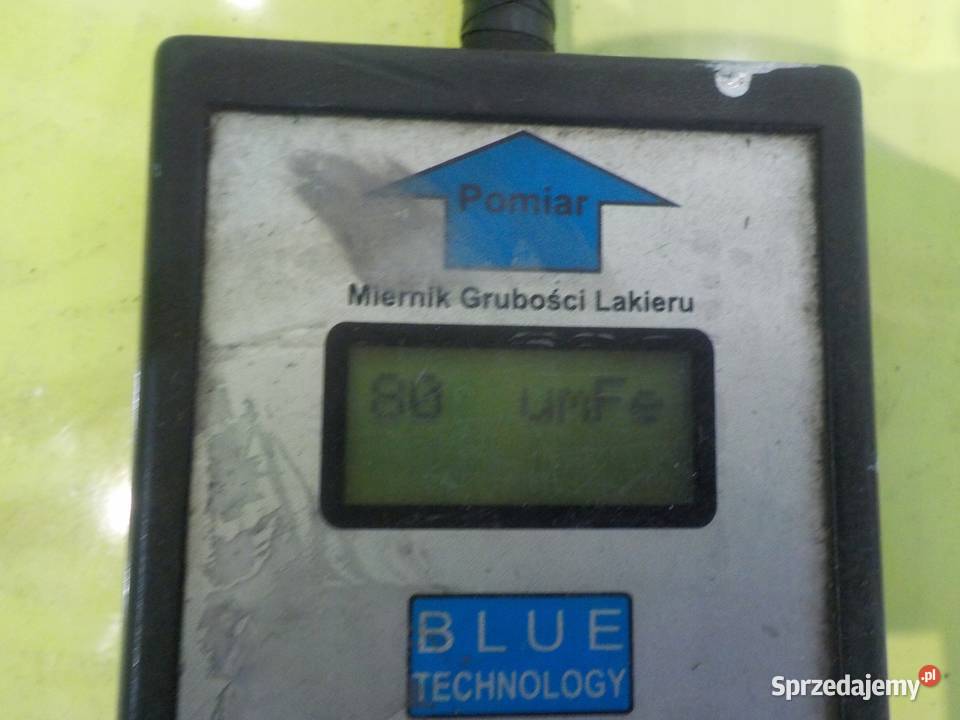 Pomiar
Miernik Grubości Lakieru
80 umFe
BLUE
TECHNOLOGY
Sprzedajemy.pl